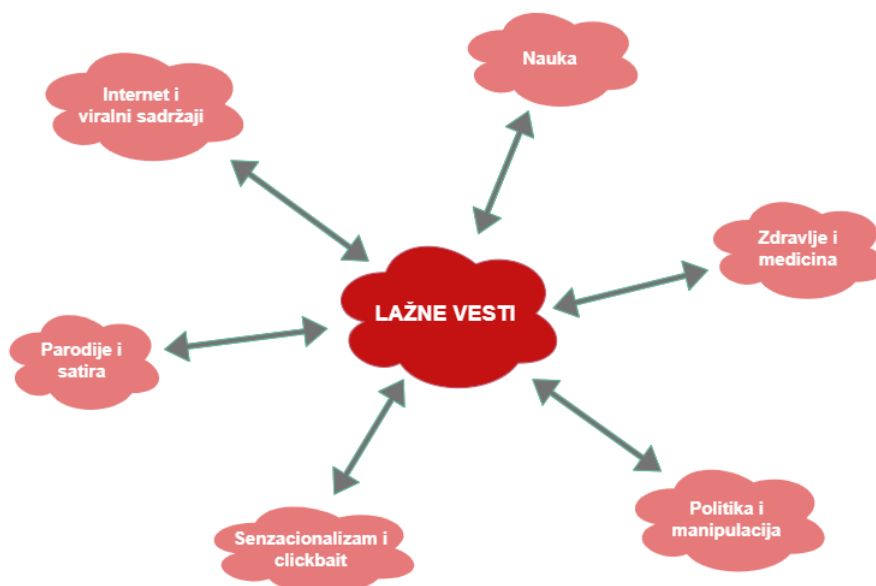 Nauka
Internet i
viralni sadržaji
Zdravlje i
medicina
LAŽNE VESTI
Parodije i
satira
Politika i
manipulacija
Senzacionalizam i
clickbait